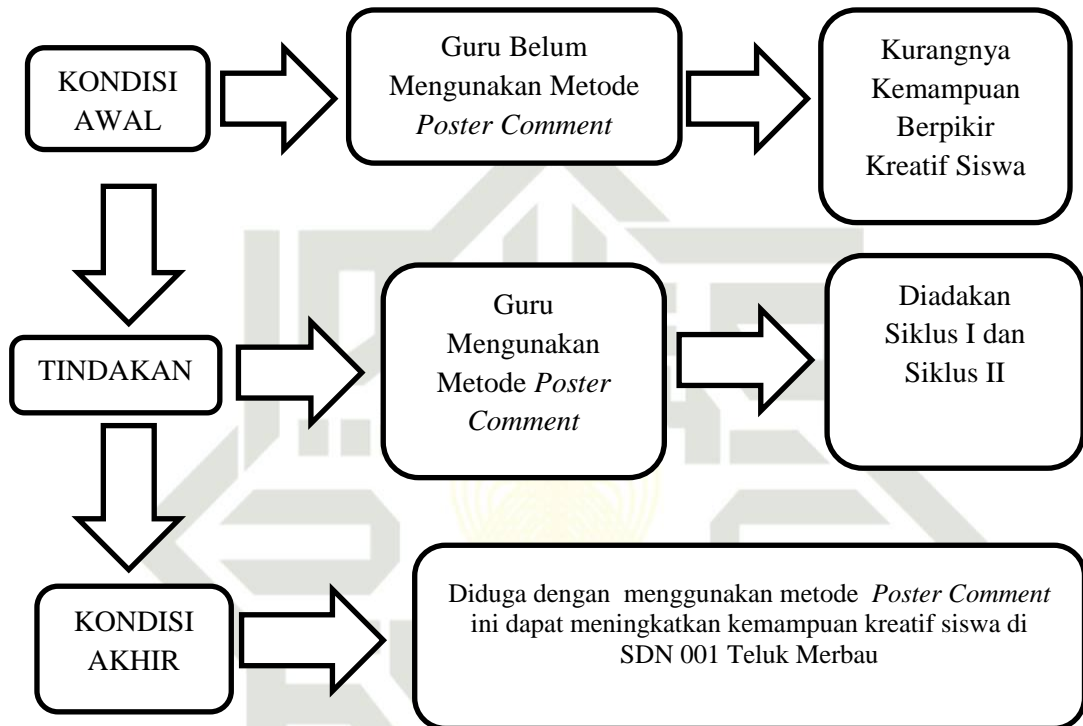 KONDISI
AWAL
Guru Belum
Mengunakan Metode
Poster Comment
Kurangnya
Kemampuan
Berpikir
Kreatif Siswa
TINDAKAN
Guru
Mengunakan
Metode Poster
Comment
Diadakan
Siklus I dan
Siklus II
KONDISI
AKHIR
Diduga dengan menggunakan metode Poster Comment
ini dapat meningkatkan kemampuan kreatif siswa di
SDN 001 Teluk Merbau